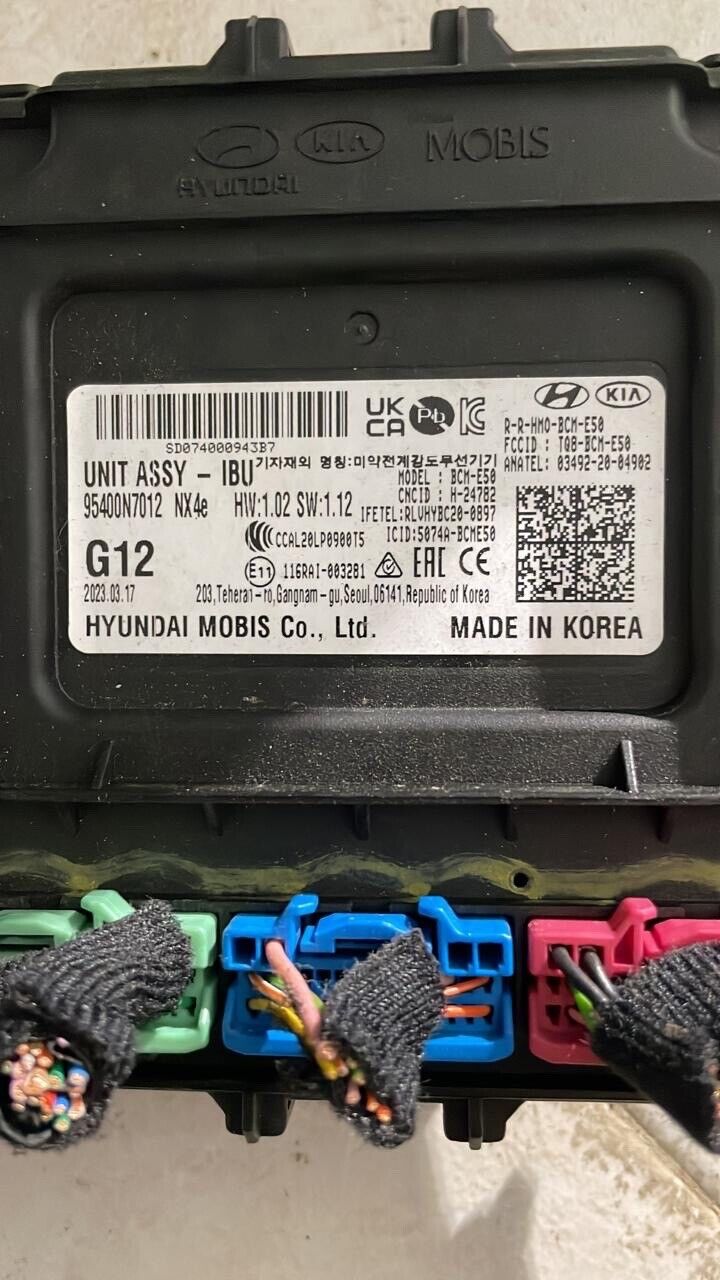 HYUNDAI KIA MOBIS
UK
CA Pb
KIA
SD074000943B7
R-R-HMO-BCM-E50
FCCID : TQ8-BCM-E50
ANATEL: 03492-20-04902
UNIT ASSY - IBU
기자재의 명칭:미약전계강도무선기기
MODEL : BCM-E50
CNCID : H-24782
95400N7012 NX4e HW:1.02 SW:1.12
IFETEL:RLVHYBC20-0897
CCAL20LP0900T5
ICID:5074A-BCME50
G12
E11 116RAI-003281 EAC CE
2023.03.17
203,Teheran-ro,Gangnam-gu,Seoul,06141,Republic of Korea
HYUNDAI MOBIS Co., Ltd. MADE IN KOREA